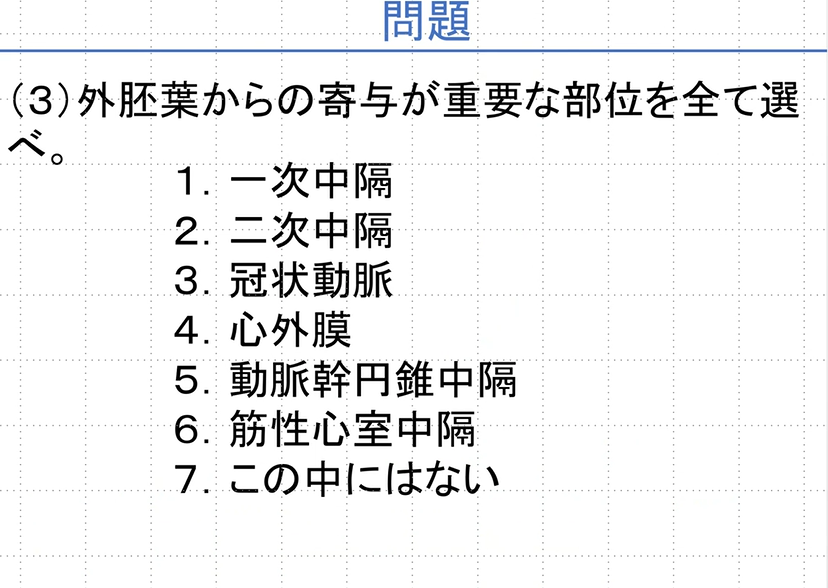 問題
（３）外胚葉からの寄与が重要な部位を全て選
べ。
１．一次中隔
２．二次中隔
３．冠状動脈
４．心外膜
５．動脈幹円錐中隔
６．筋性心室中隔
７．この中にはない